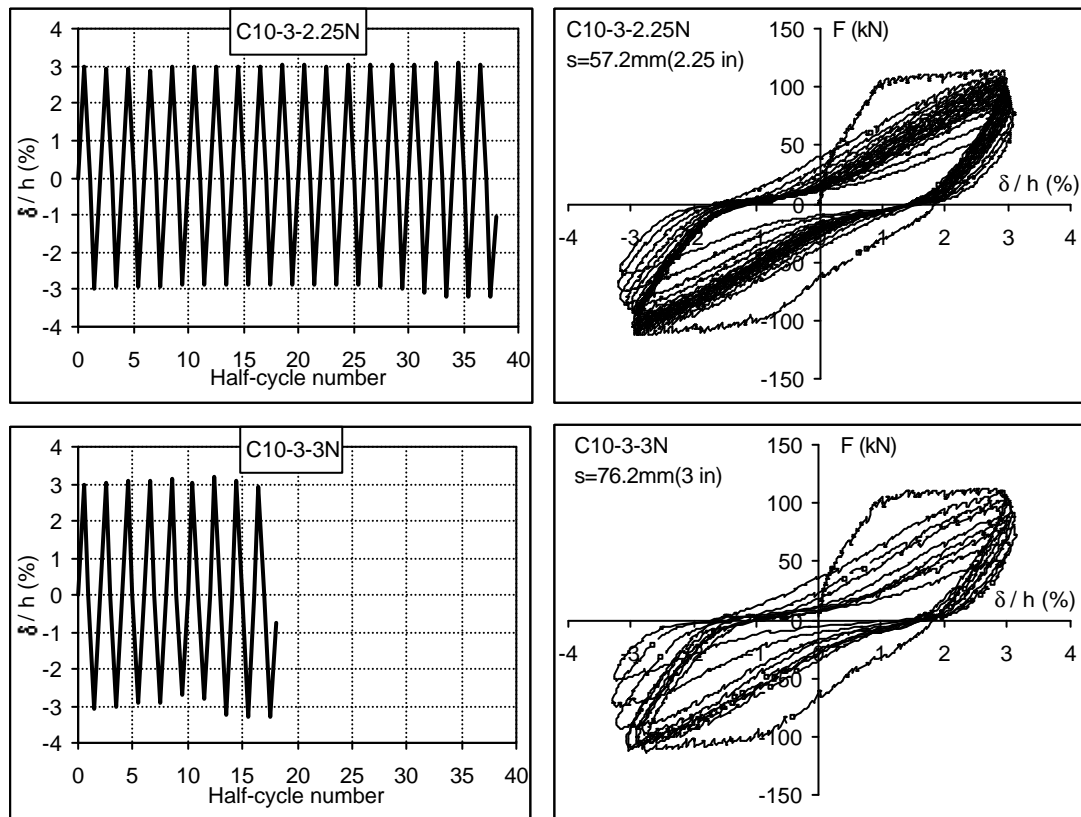 C10-3-2.25N
4
3
2
1
0
-1
-2
-3
-4
δ / h (%)
0 5 10 15 20 25 30 35 40
Half-cycle number
C10-3-2.25N
s=57.2mm(2.25 in)
F (kN)
150
100
50
0
-50
-100
-150
δ / h (%)
-4 -3 -2 -1 0 1 2 3 4
C10-3-3N
4
3
2
1
0
-1
-2
-3
-4
δ / h (%)
0 5 10 15 20 25 30 35 40
Half-cycle number
C10-3-3N
s=76.2mm(3 in)
F (kN)
150
100
50
0
-50
-100
-150
δ / h (%)
-4 -3 -2 -1 0 1 2 3 4